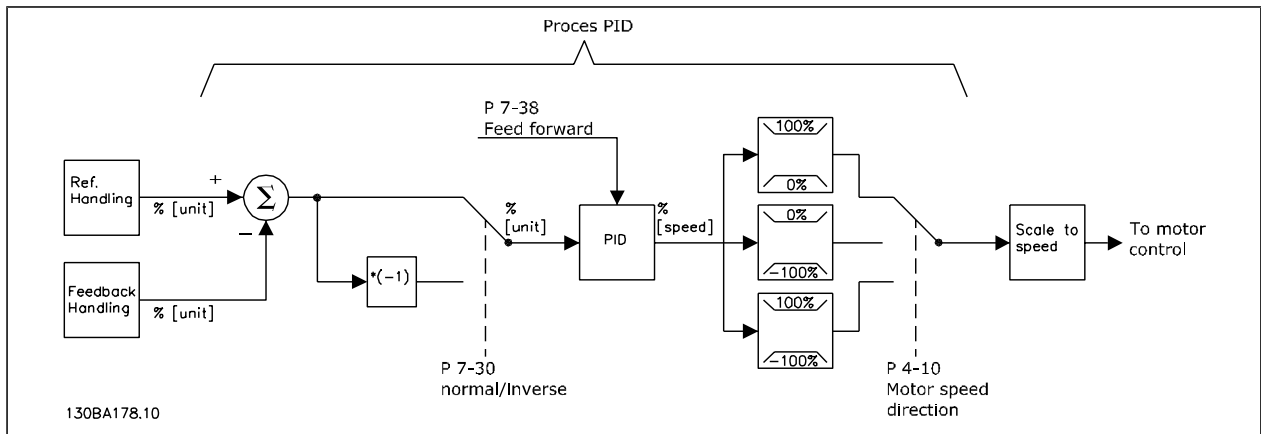 Proces PID
P 7-38
Feed forward
100%
0%
Ref.
Handling
+
% [unit]
Σ
−
%
[unit]
PID
%
[speed]
0%
−100%
Scale to
speed
To motor
control
Feedback
Handling
% [unit]
*(-1)
100%
−100%
P 7-30
normal/Inverse
P 4-10
Motor speed
direction
130BA178.10